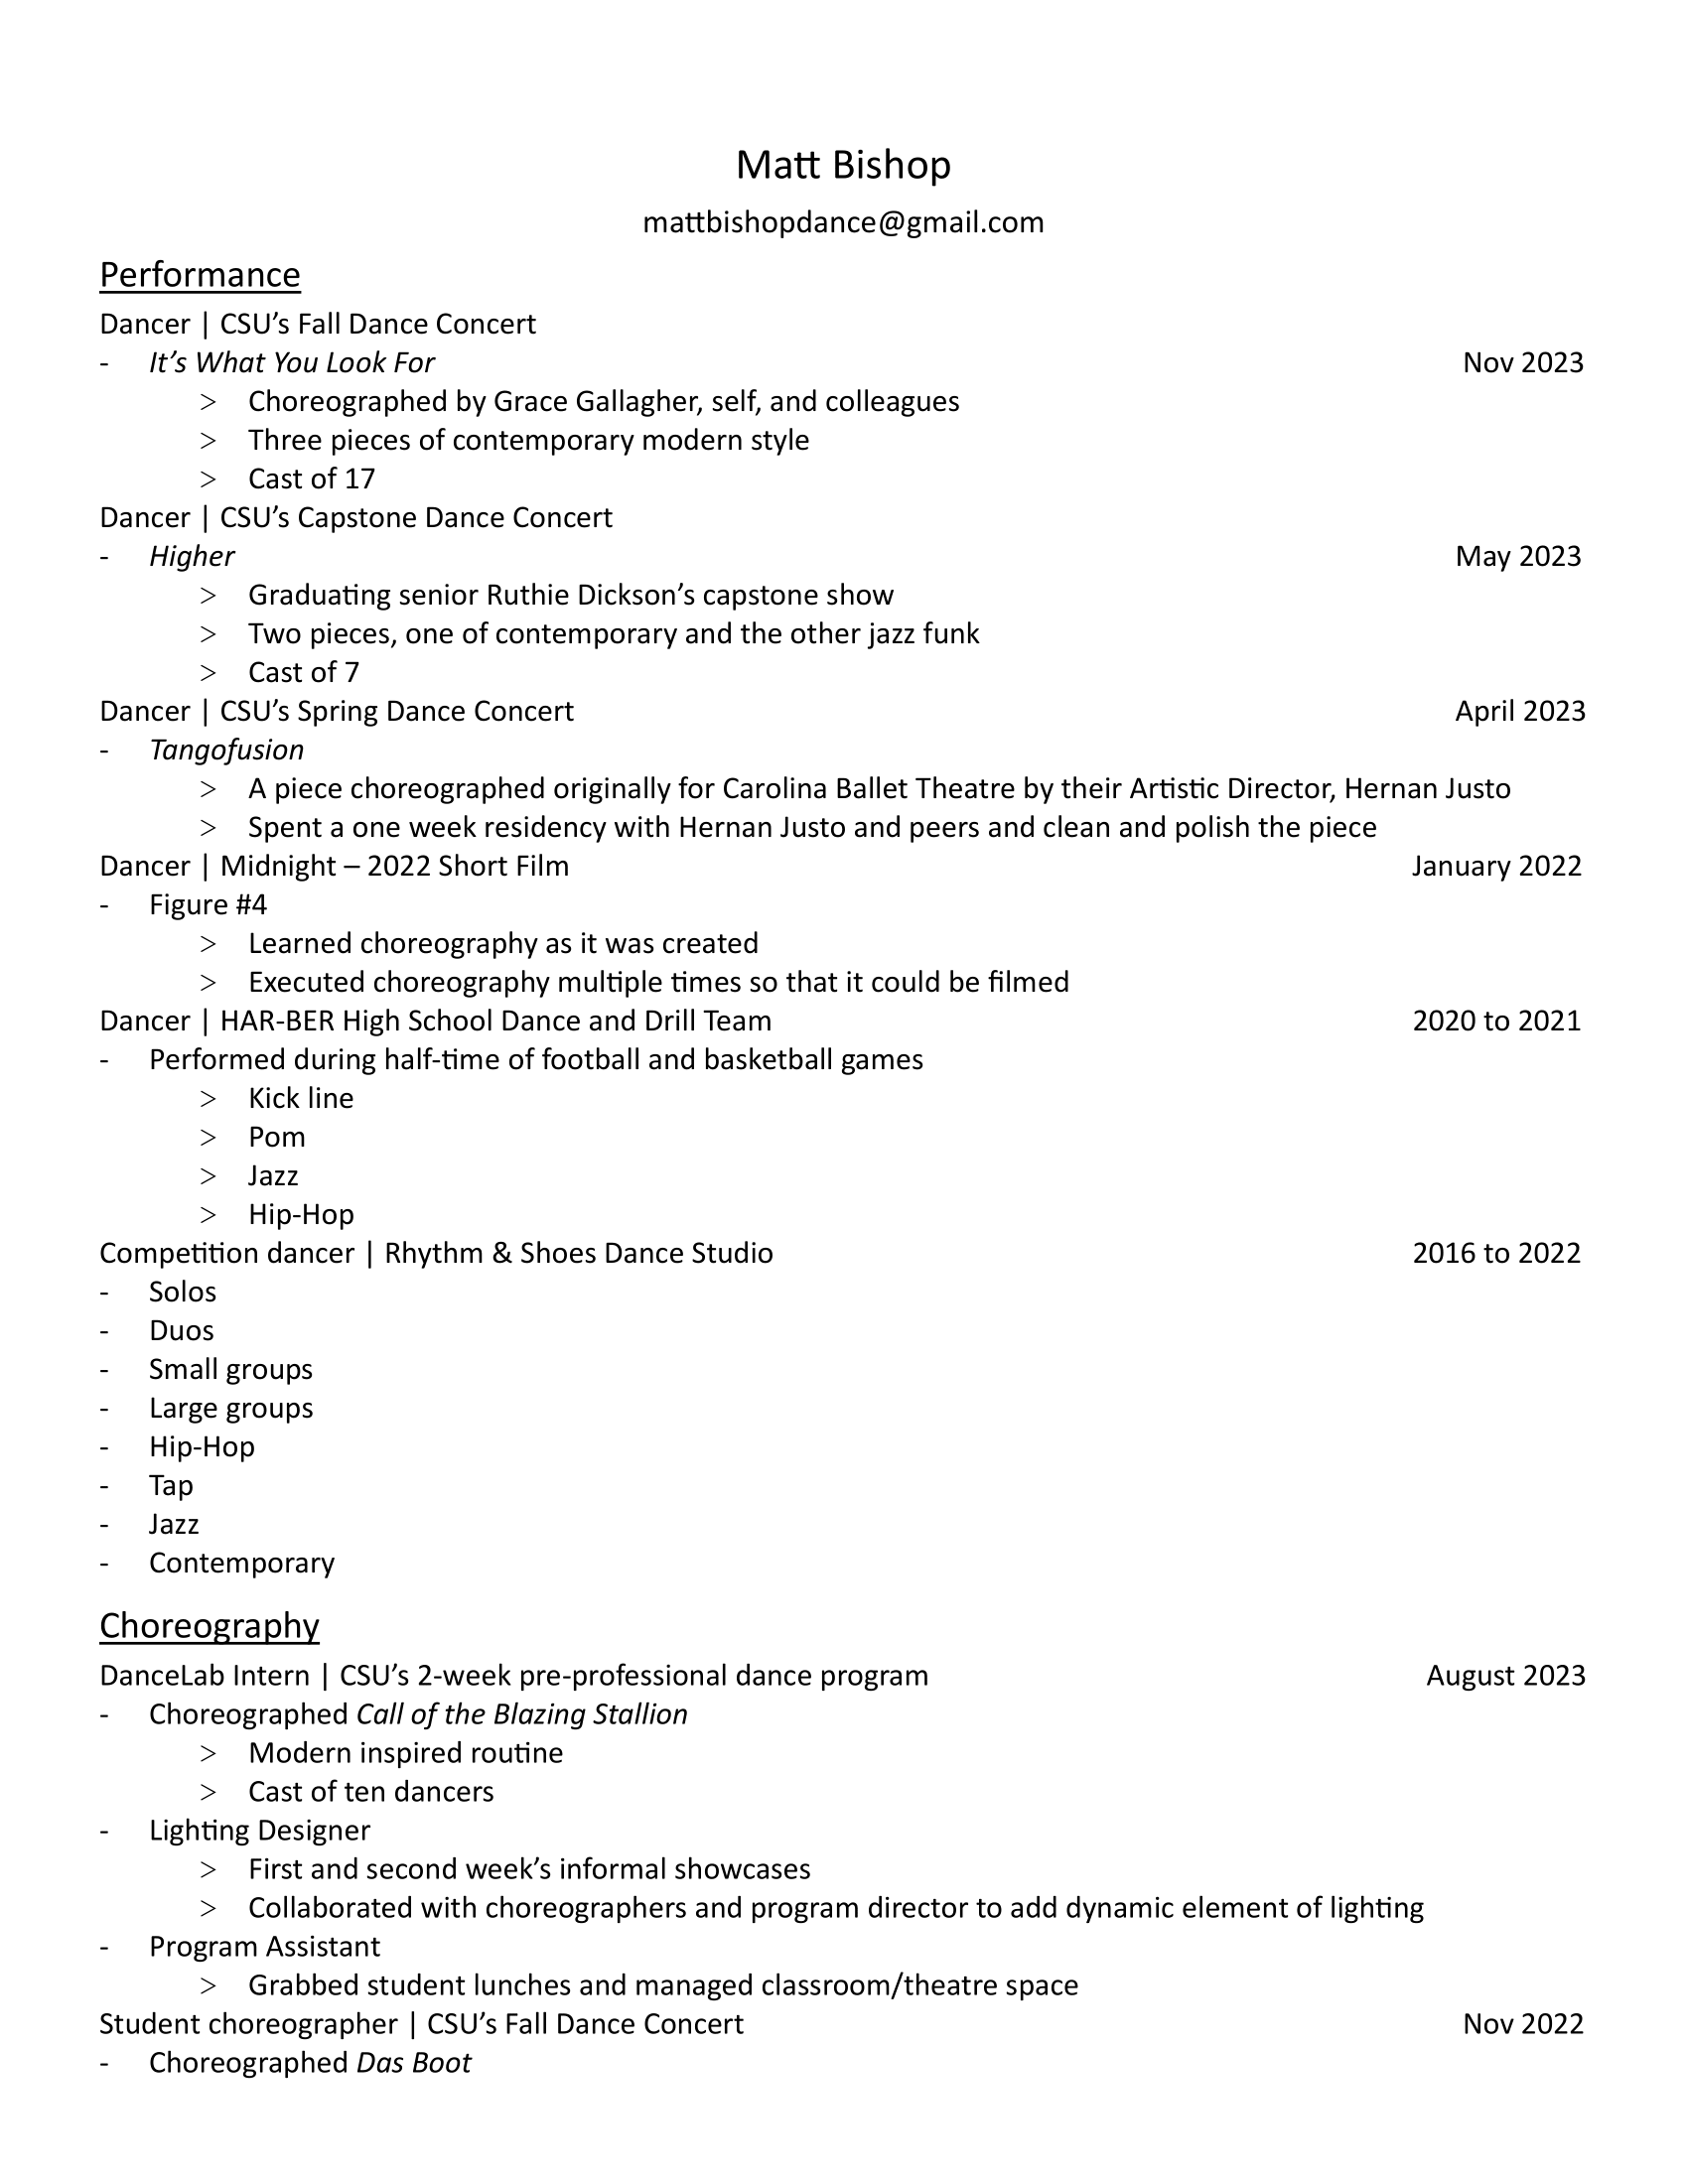 Matt Bishop
mattbishopdance@gmail.com
Performance
Dancer | CSU’s Fall Dance Concert
- It’s What You Look For Nov 2023
> Choreographed by Grace Gallagher, self, and colleagues
> Three pieces of contemporary modern style
> Cast of 17
Dancer | CSU’s Capstone Dance Concert
- Higher May 2023
> Graduating senior Ruthie Dickson’s capstone show
> Two pieces, one of contemporary and the other jazz funk
> Cast of 7
Dancer | CSU’s Spring Dance Concert April 2023
- Tangofusion
> A piece choreographed originally for Carolina Ballet Theatre by their Artistic Director, Hernan Justo
> Spent a one week residency with Hernan Justo and peers and clean and polish the piece
Dancer | Midnight – 2022 Short Film January 2022
- Figure #4
> Learned choreography as it was created
> Executed choreography multiple times so that it could be filmed
Dancer | HAR-BER High School Dance and Drill Team 2020 to 2021
- Performed during half-time of football and basketball games
> Kick line
> Pom
> Jazz
> Hip-Hop
Competition dancer | Rhythm & Shoes Dance Studio 2016 to 2022
- Solos
- Duos
- Small groups
- Large groups
- Hip-Hop
- Tap
- Jazz
- Contemporary
Choreography
DanceLab Intern | CSU’s 2-week pre-professional dance program August 2023
- Choreographed Call of the Blazing Stallion
> Modern inspired routine
> Cast of ten dancers
- Lighting Designer
> First and second week’s informal showcases
> Collaborated with choreographers and program director to add dynamic element of lighting
- Program Assistant
> Grabbed student lunches and managed classroom/theatre space
Student choreographer | CSU’s Fall Dance Concert Nov 2022
- Choreographed Das Boot